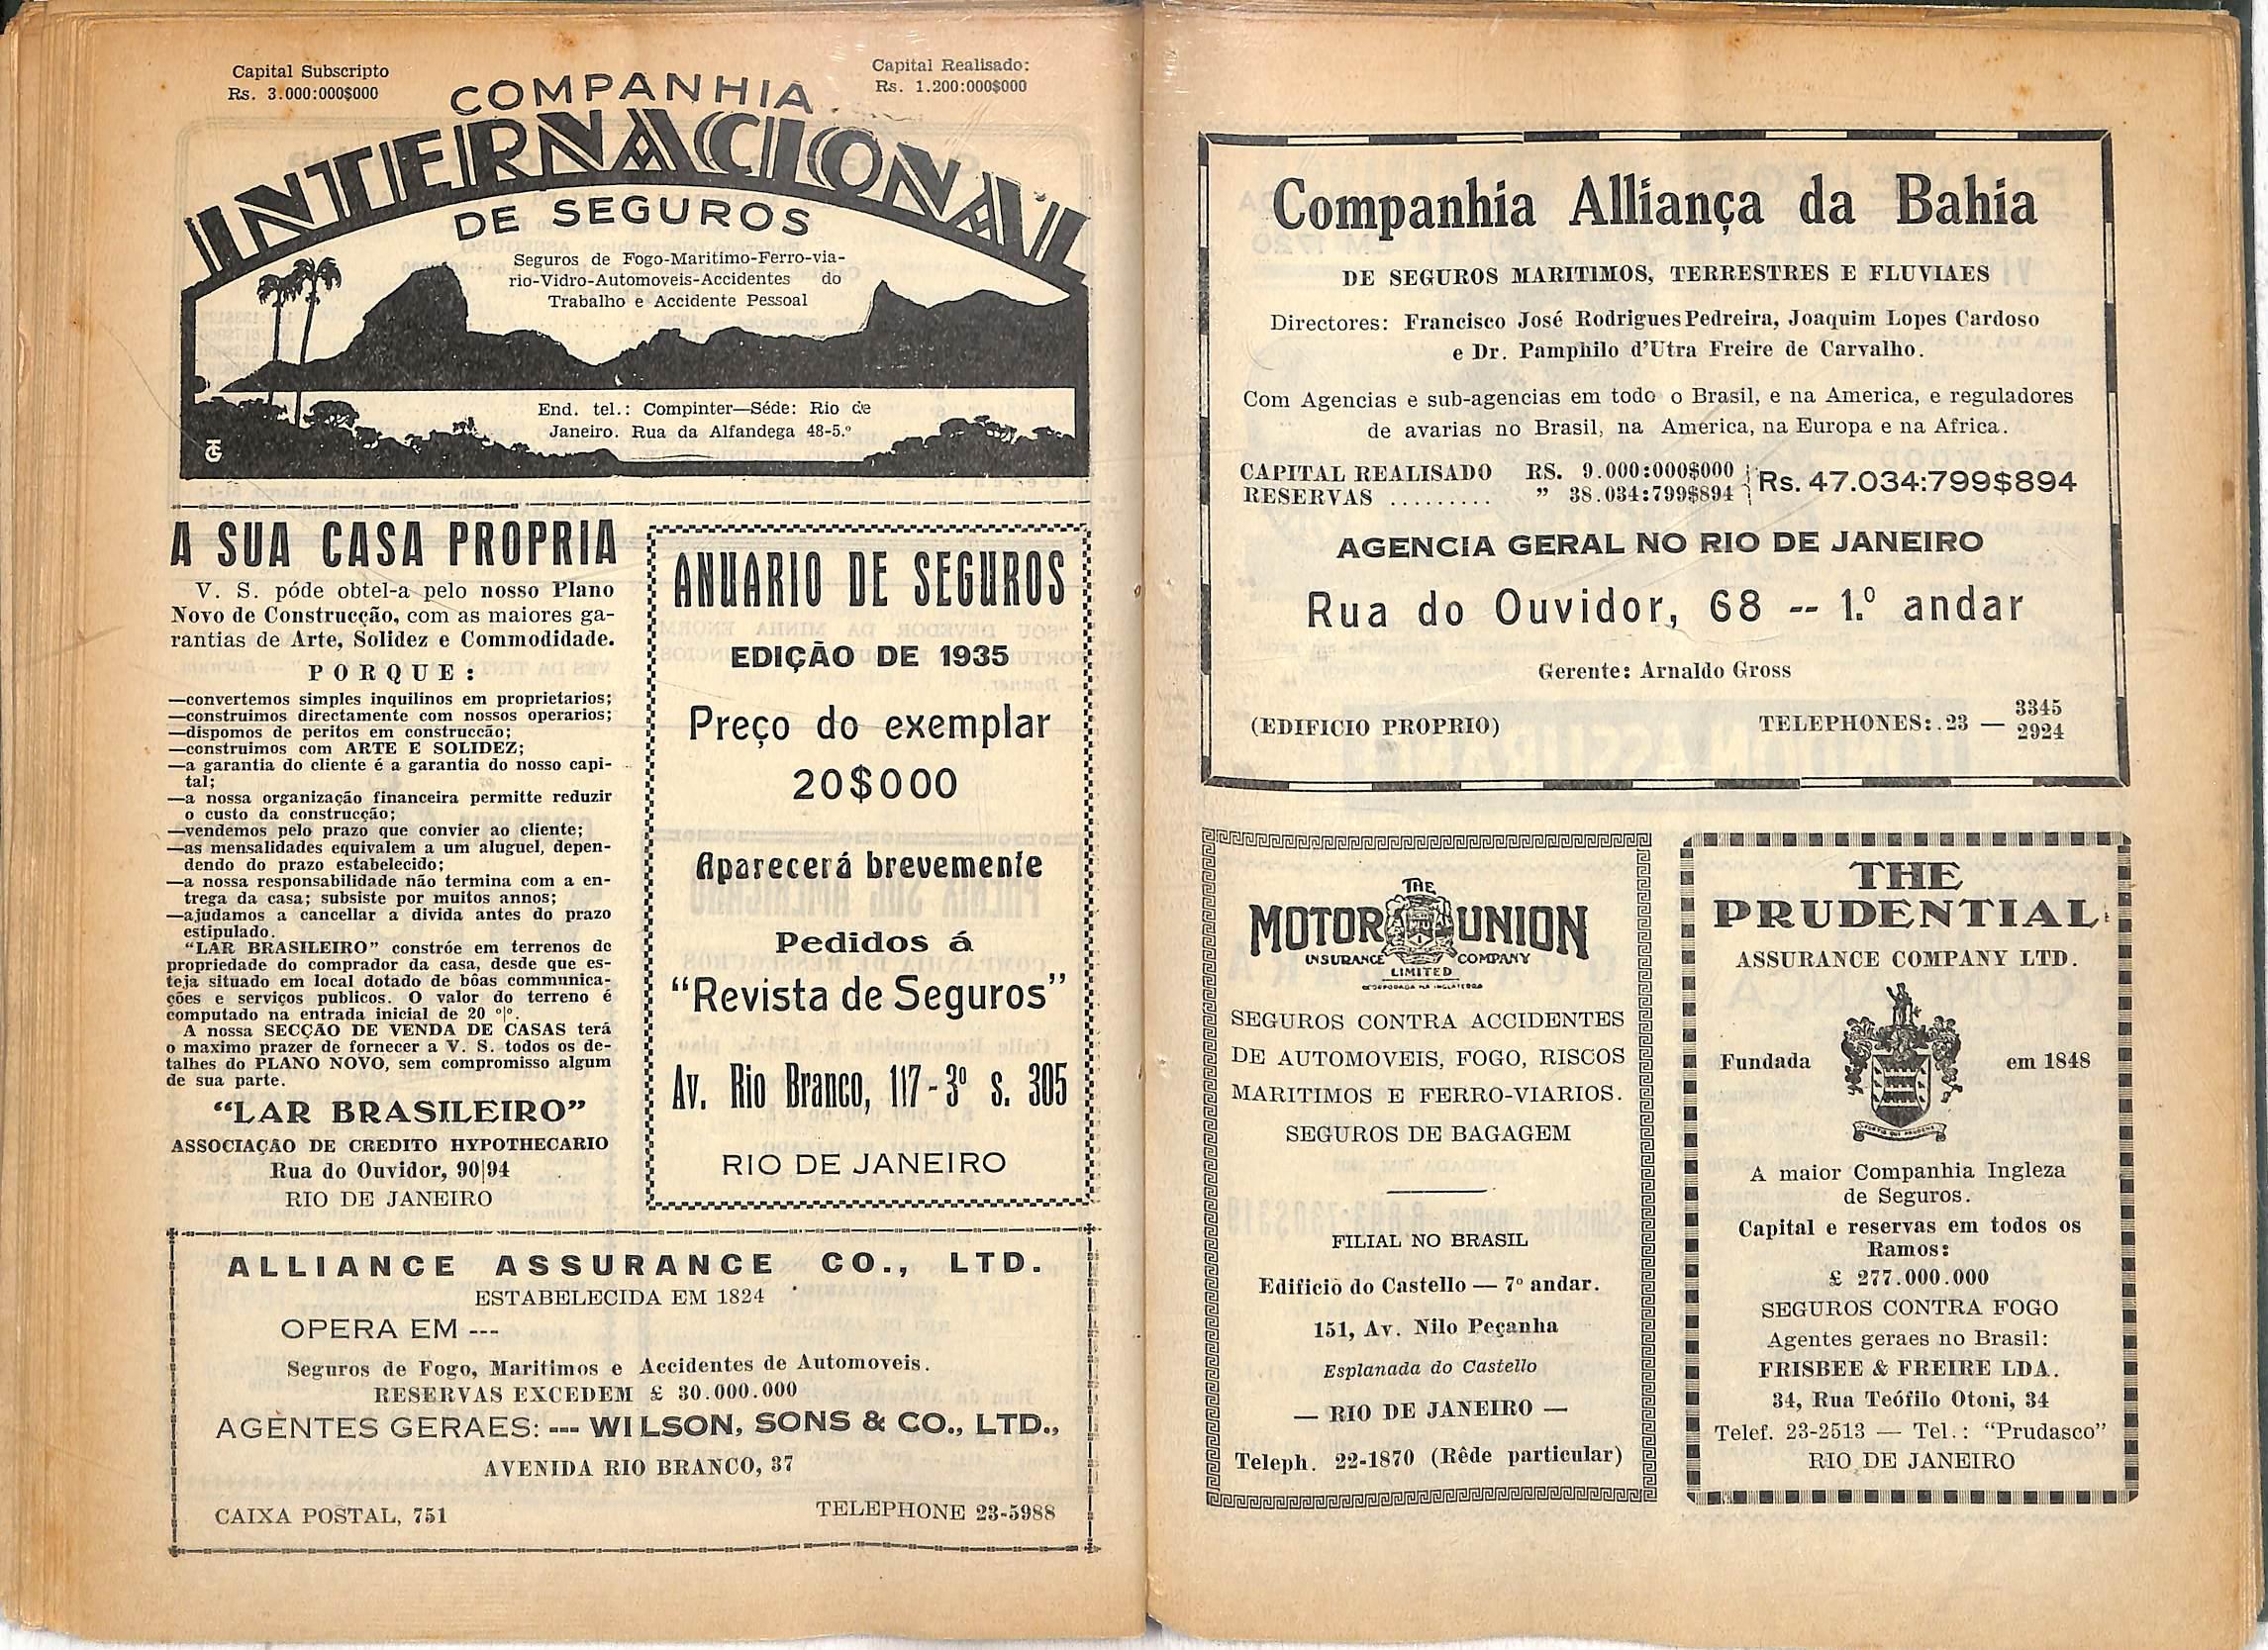 Capital Subscripto
Rs. 3.000:000$000
Capital Realisado:
Rs. 1.200:000$000
COMPANHIA
INTERNACIONAL
DE SEGUROS
Seguros de Fogo-Maritimo-Ferro-via-
rio-Vidro-Automoveis-Accidentes do
Trabalho e Accidente Pessoal
End. tel.: Compinter—Séde: Rio de
Janeiro. Rua da Alfandega 48-5.º
A SUA CASA PROPRIA
V. S. póde obtel-a pelo nosso Plano
Novo de Construcção, com as maiores ga-
rantias de Arte, Solidez e Commodidade.
PORQUE:
—convertemos simples inquilinos em proprietarios;
—construimos directamente com nossos operarios;
—dispomos de peritos em construcção;
—construimos com ARTE E SOLIDEZ;
—a garantia do cliente é a garantia do nosso capi-
tal;
—a nossa organização financeira permitte reduzir
o custo da construcção;
—vendemos pelo prazo que convier ao cliente;
—as mensalidades equivalem a um aluguel, depen-
dendo do prazo estabelecido;
—a nossa responsabilidade não termina com a en-
trega da casa; subsiste por muitos annos;
—ajudamos a cancellar a divida antes do prazo
estipulado.
"LAR BRASILEIRO" constróe em terrenos de
propriedade do comprador da casa, desde que es-
teja situado em local dotado de bôas communica-
ções e serviços publicos. O valor do terreno é
computado na entrada inicial de 20 º|º.
A nossa SECÇÃO DE VENDA DE CASAS terá
o maximo prazer de fornecer a V. S. todos os de-
talhes do PLANO NOVO, sem compromisso algum
de sua parte.
"LAR BRASILEIRO"
ASSOCIAÇÃO DE CREDITO HYPOTHECARIO
Rua do Ouvidor, 90|94
RIO DE JANEIRO
ANUARIO DE SEGUROS
EDIÇÃO DE 1935
Preço do exemplar
20$000
Aparecerá brevemente
Pedidos á
"Revista de Seguros"
Av. Rio Branco, 117-3º s. 305
RIO DE JANEIRO
ALLIANCE ASSURANCE CO., LTD.
ESTABELECIDA EM 1824
OPERA EM ---
Seguros de Fogo, Maritimos e Accidentes de Automoveis.
RESERVAS EXCEDEM £ 30.000.000
AGENTES GERAES: --- WILSON, SONS & CO., LTD.,
AVENIDA RIO BRANCO, 37
CAIXA POSTAL, 751
TELEPHONE 23-5988
Companhia Alliança da Bahia
DE SEGUROS MARITIMOS, TERRESTRES E FLUVIAES
Directores: Francisco José Rodrigues Pedreira, Joaquim Lopes Cardoso
e Dr. Pamphilo d'Utra Freire de Carvalho.
Com Agencias e sub-agencias em todo o Brasil, e na America, e reguladores
de avarias no Brasil, na America, na Europa e na Africa.
CAPITAL REALISADO RS. 9.000:000$000
RESERVAS ......... " 38.034:799$894
Rs. 47.034:799$894
AGENCIA GERAL NO RIO DE JANEIRO
Rua do Ouvidor, 68 -- 1.º andar
Gerente: Arnaldo Gross
(EDIFICIO PROPRIO)
TELEPHONES: 23 — 3345
2924
THE
MOTOR UNION
INSURANCE COMPANY
LIMITED
SEGUROS CONTRA ACCIDENTES
DE AUTOMOVEIS, FOGO, RISCOS
MARITIMOS E FERRO-VIARIOS.
SEGUROS DE BAGAGEM
FILIAL NO BRASIL
Edificio do Castello — 7º andar.
151, Av. Nilo Peçanha
Esplanada do Castello
— RIO DE JANEIRO —
Teleph. 22-1870 (Rêde particular)
THE
PRUDENTIAL
ASSURANCE COMPANY LTD.
Fundada em 1848
A maior Companhia Ingleza
de Seguros.
Capital e reservas em todos os
Ramos:
£ 277.000.000
SEGUROS CONTRA FOGO
Agentes geraes no Brasil:
FRISBEE & FREIRE LDA.
34, Rua Teófilo Otoni, 34
Telef. 23-2513 — Tel.: "Prudasco"
RIO DE JANEIRO